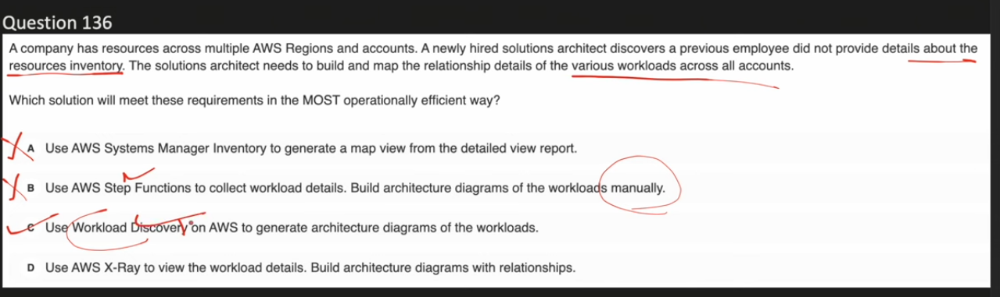 Question 136
A company has resources across multiple AWS Regions and accounts. A newly hired solutions architect discovers a previous employee did not provide details about the
resources inventory. The solutions architect needs to build and map the relationship details of the various workloads across all accounts.
Which solution will meet these requirements in the MOST operationally efficient way?
A Use AWS Systems Manager Inventory to generate a map view from the detailed view report.
B Use AWS Step Functions to collect workload details. Build architecture diagrams of the workloads manually.
C Use Workload Discovery on AWS to generate architecture diagrams of the workloads.
D Use AWS X-Ray to view the workload details. Build architecture diagrams with relationships.